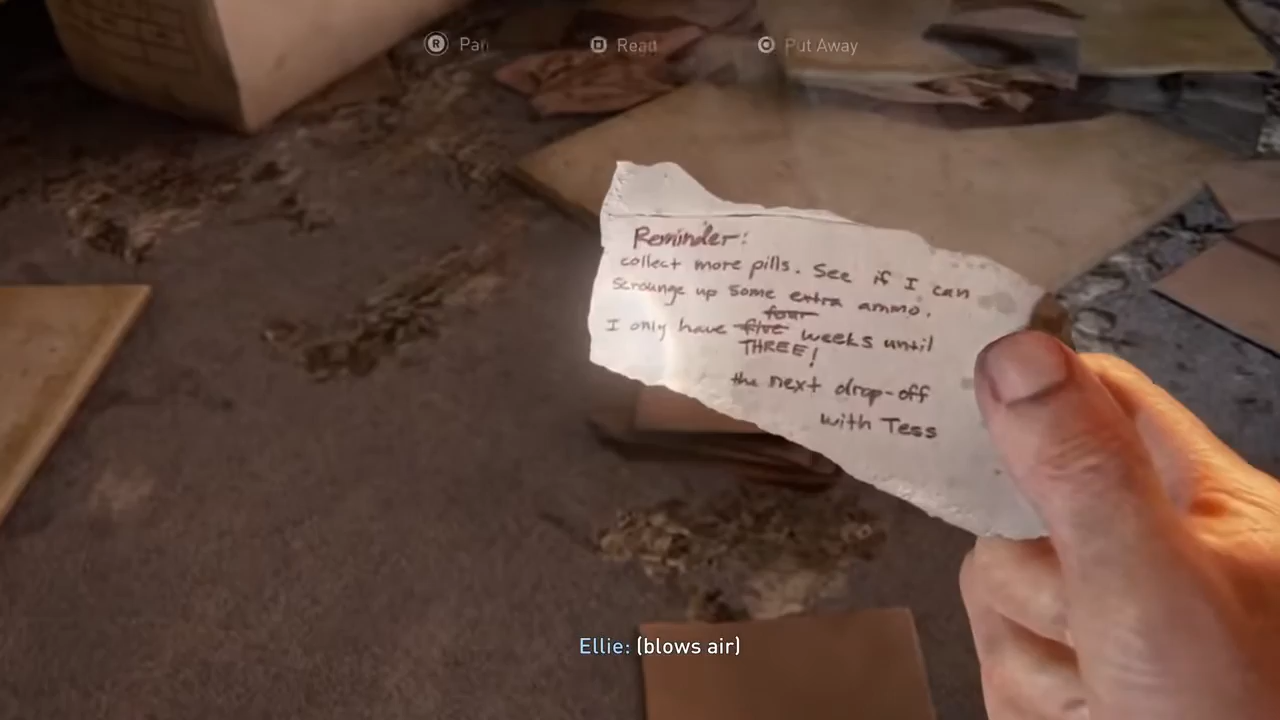 R Pan
Read
Put Away
Reminder:
collect more pills. See if I can
scrounge up some extra ammo.
four
I only have five weeks until
THREE!
the next drop-off
with Tess
Ellie: (blows air)